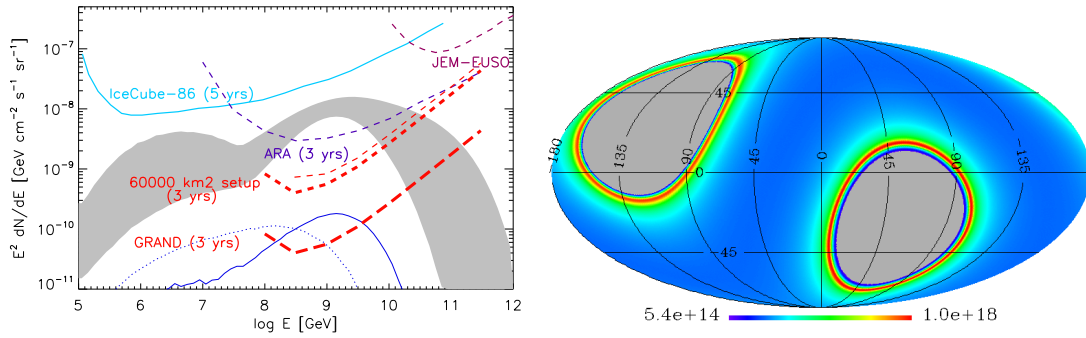 E² dN/dE [GeV cm⁻² s⁻¹ sr⁻¹]
10⁻⁷
10⁻⁸
10⁻⁹
10⁻¹⁰
10⁻¹¹
JEM-EUSO
IceCube-86 (5 yrs)
ARA (3 yrs)
60000 km2 setup
(3 yrs)
GRAND (3 yrs)
5 6 7 8 9 10 11 12
log E [GeV]
45
180 135 90 45 0 45 -90 -135
0
-45
5.4e+14 1.0e+18